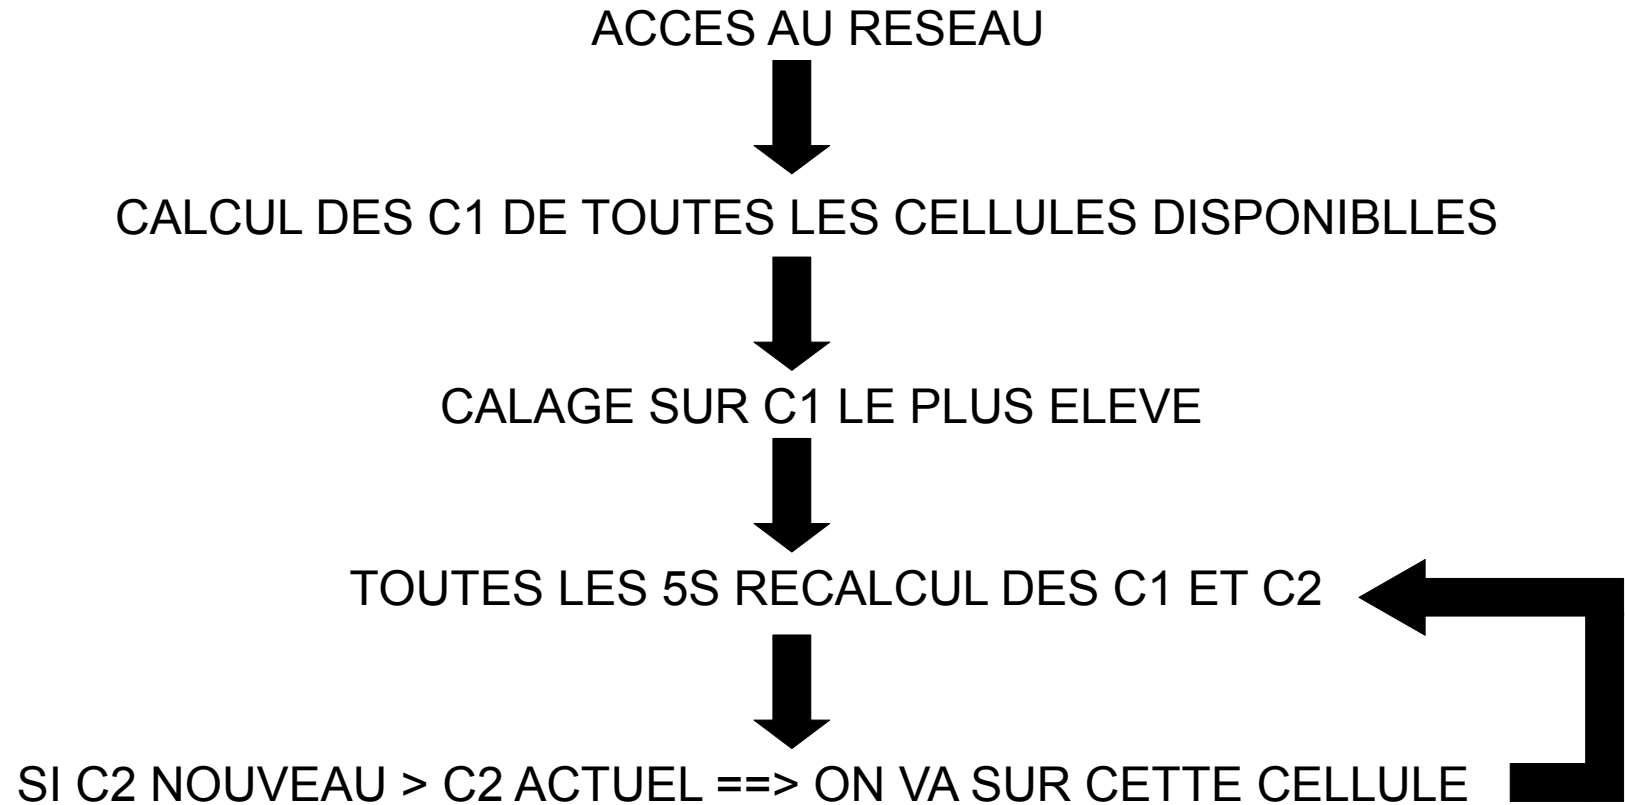 ACCES AU RESEAU
CALCUL DES C1 DE TOUTES LES CELLULES DISPONIBLLES
CALAGE SUR C1 LE PLUS ELEVE
TOUTES LES 5S RECALCUL DES C1 ET C2
SI C2 NOUVEAU > C2 ACTUEL ==> ON VA SUR CETTE CELLULE